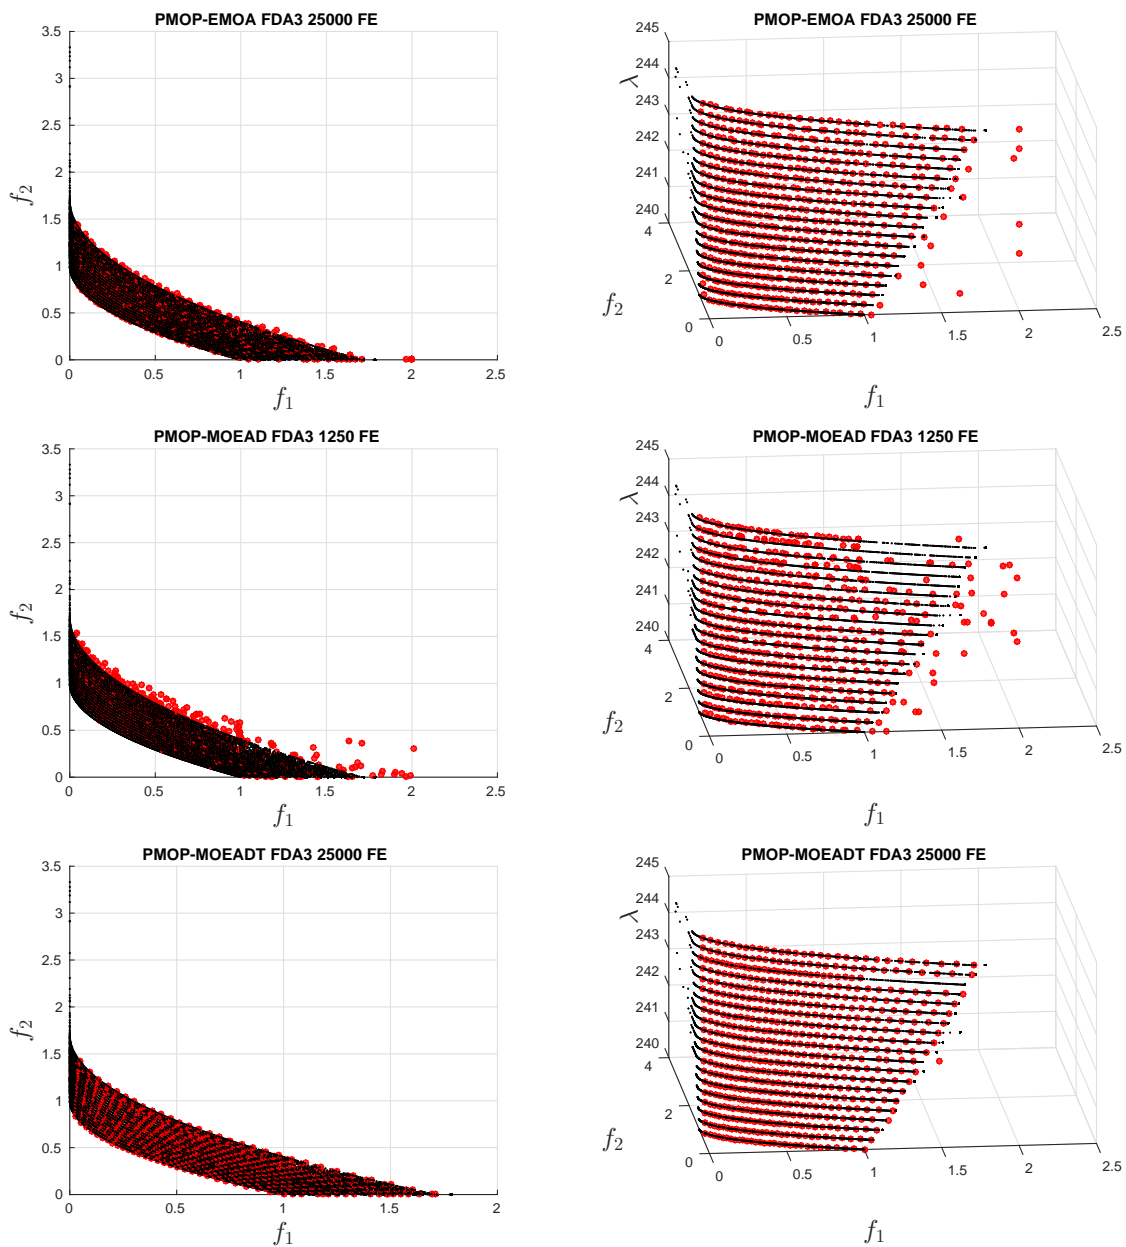 PMOP-EMOA FDA3 25000 FE
3.5
3
2.5
2
1.5
1
0.5
0
f2
0 0.5 1 1.5 2 2.5
f1
PMOP-EMOA FDA3 25000 FE
245
244
243
242
241
240
λ
4
2
0
f2
0 0.5 1 1.5 2 2.5
f1
PMOP-MOEAD FDA3 1250 FE
3.5
3
2.5
2
1.5
1
0.5
0
f2
0 0.5 1 1.5 2 2.5
f1
PMOP-MOEAD FDA3 1250 FE
245
244
243
242
241
240
λ
4
2
0
f2
0 0.5 1 1.5 2 2.5
f1
PMOP-MOEADT FDA3 25000 FE
3.5
3
2.5
2
1.5
1
0.5
0
f2
0 0.5 1 1.5 2
f1
PMOP-MOEADT FDA3 25000 FE
245
244
243
242
241
240
λ
4
2
0
f2
0 0.5 1 1.5 2 2.5
f1